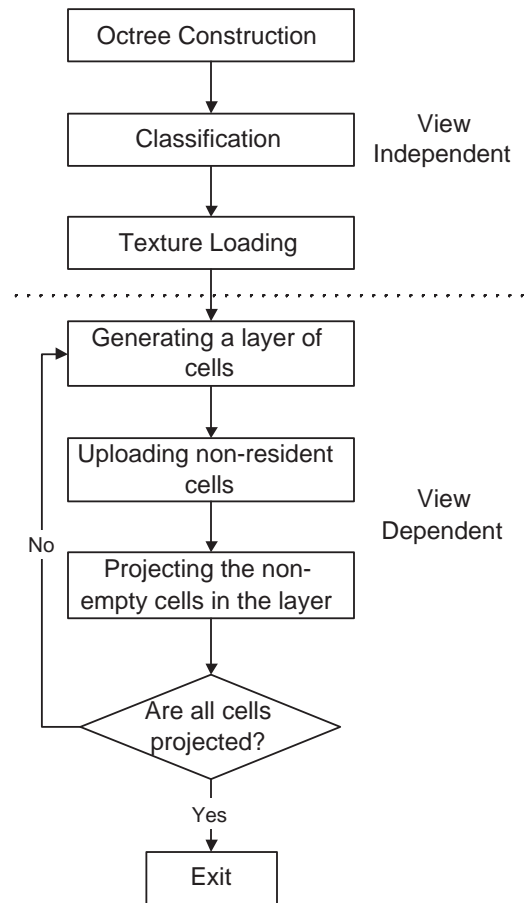 Octree Construction
Classification
View
Independent
Texture Loading
Generating a layer of
cells
Uploading non-resident
cells
View
Dependent
No
Projecting the non-
empty cells in the layer
Are all cells
projected?
Yes
Exit